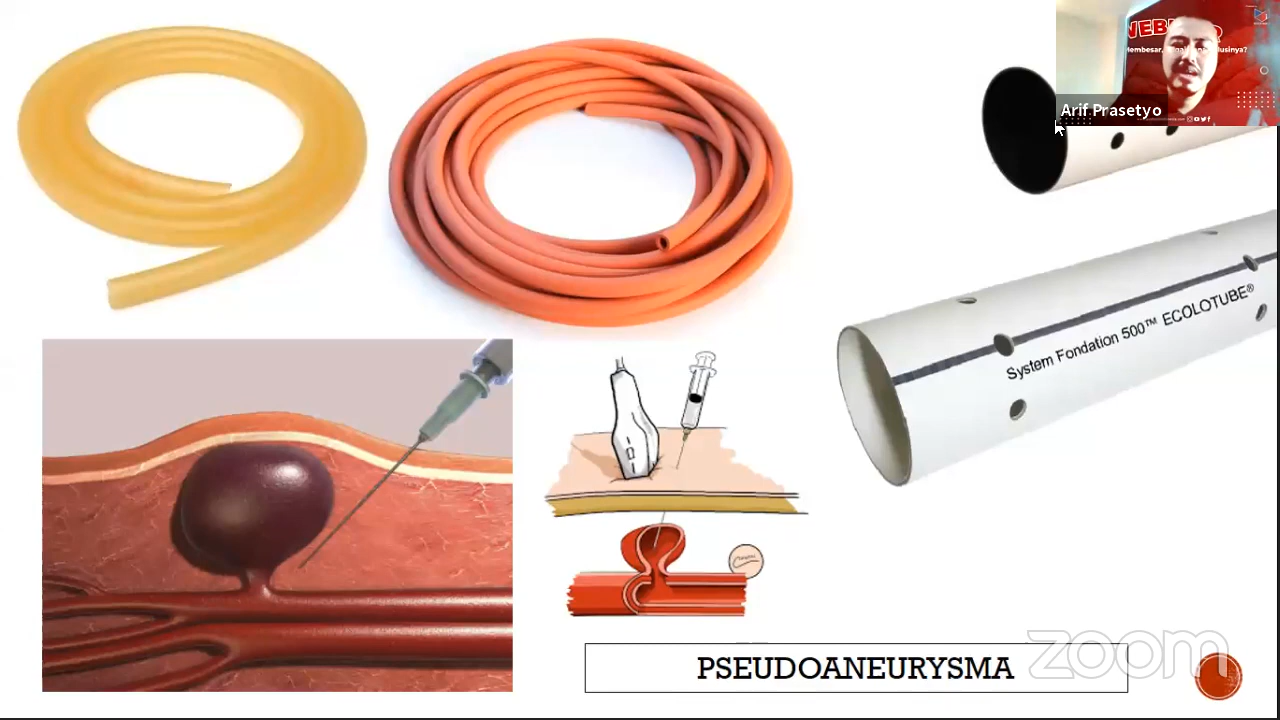 Arif Prasetyo
System Fondation 500™ ECOLOTUBE®
PSEUDOANEURYSMA
zoom